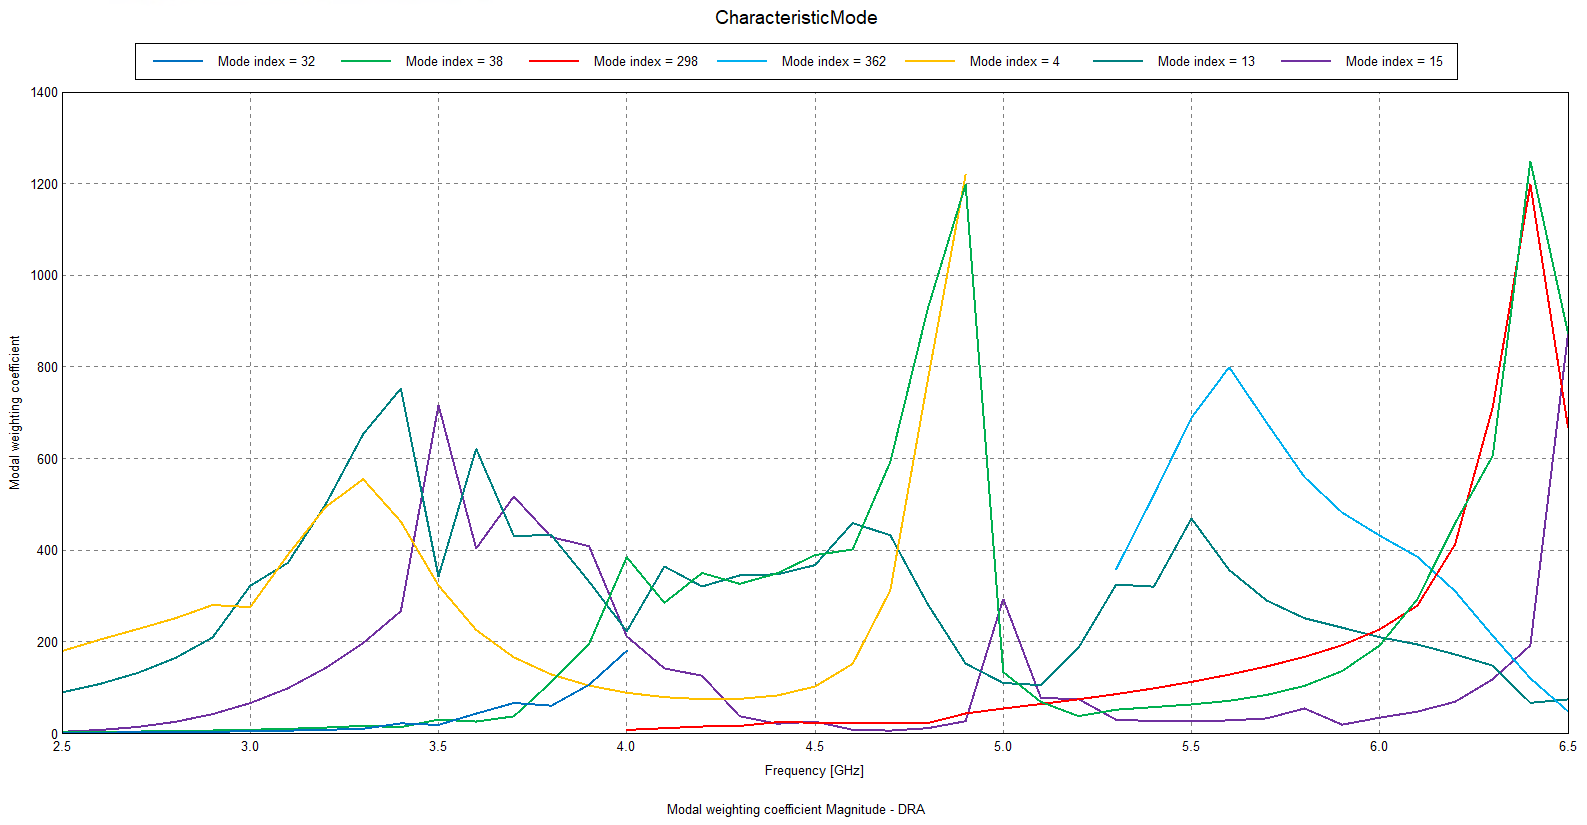 CharacteristicMode
Mode index = 32 Mode index = 38 Mode index = 298 Mode index = 362 Mode index = 4 Mode index = 13 Mode index = 15
1400
1200
1000
800
600
400
200
0
Modal weighting coefficient
2.5 3.0 3.5 4.0 4.5 5.0 5.5 6.0 6.5
Frequency [GHz]
Modal weighting coefficient Magnitude - DRA